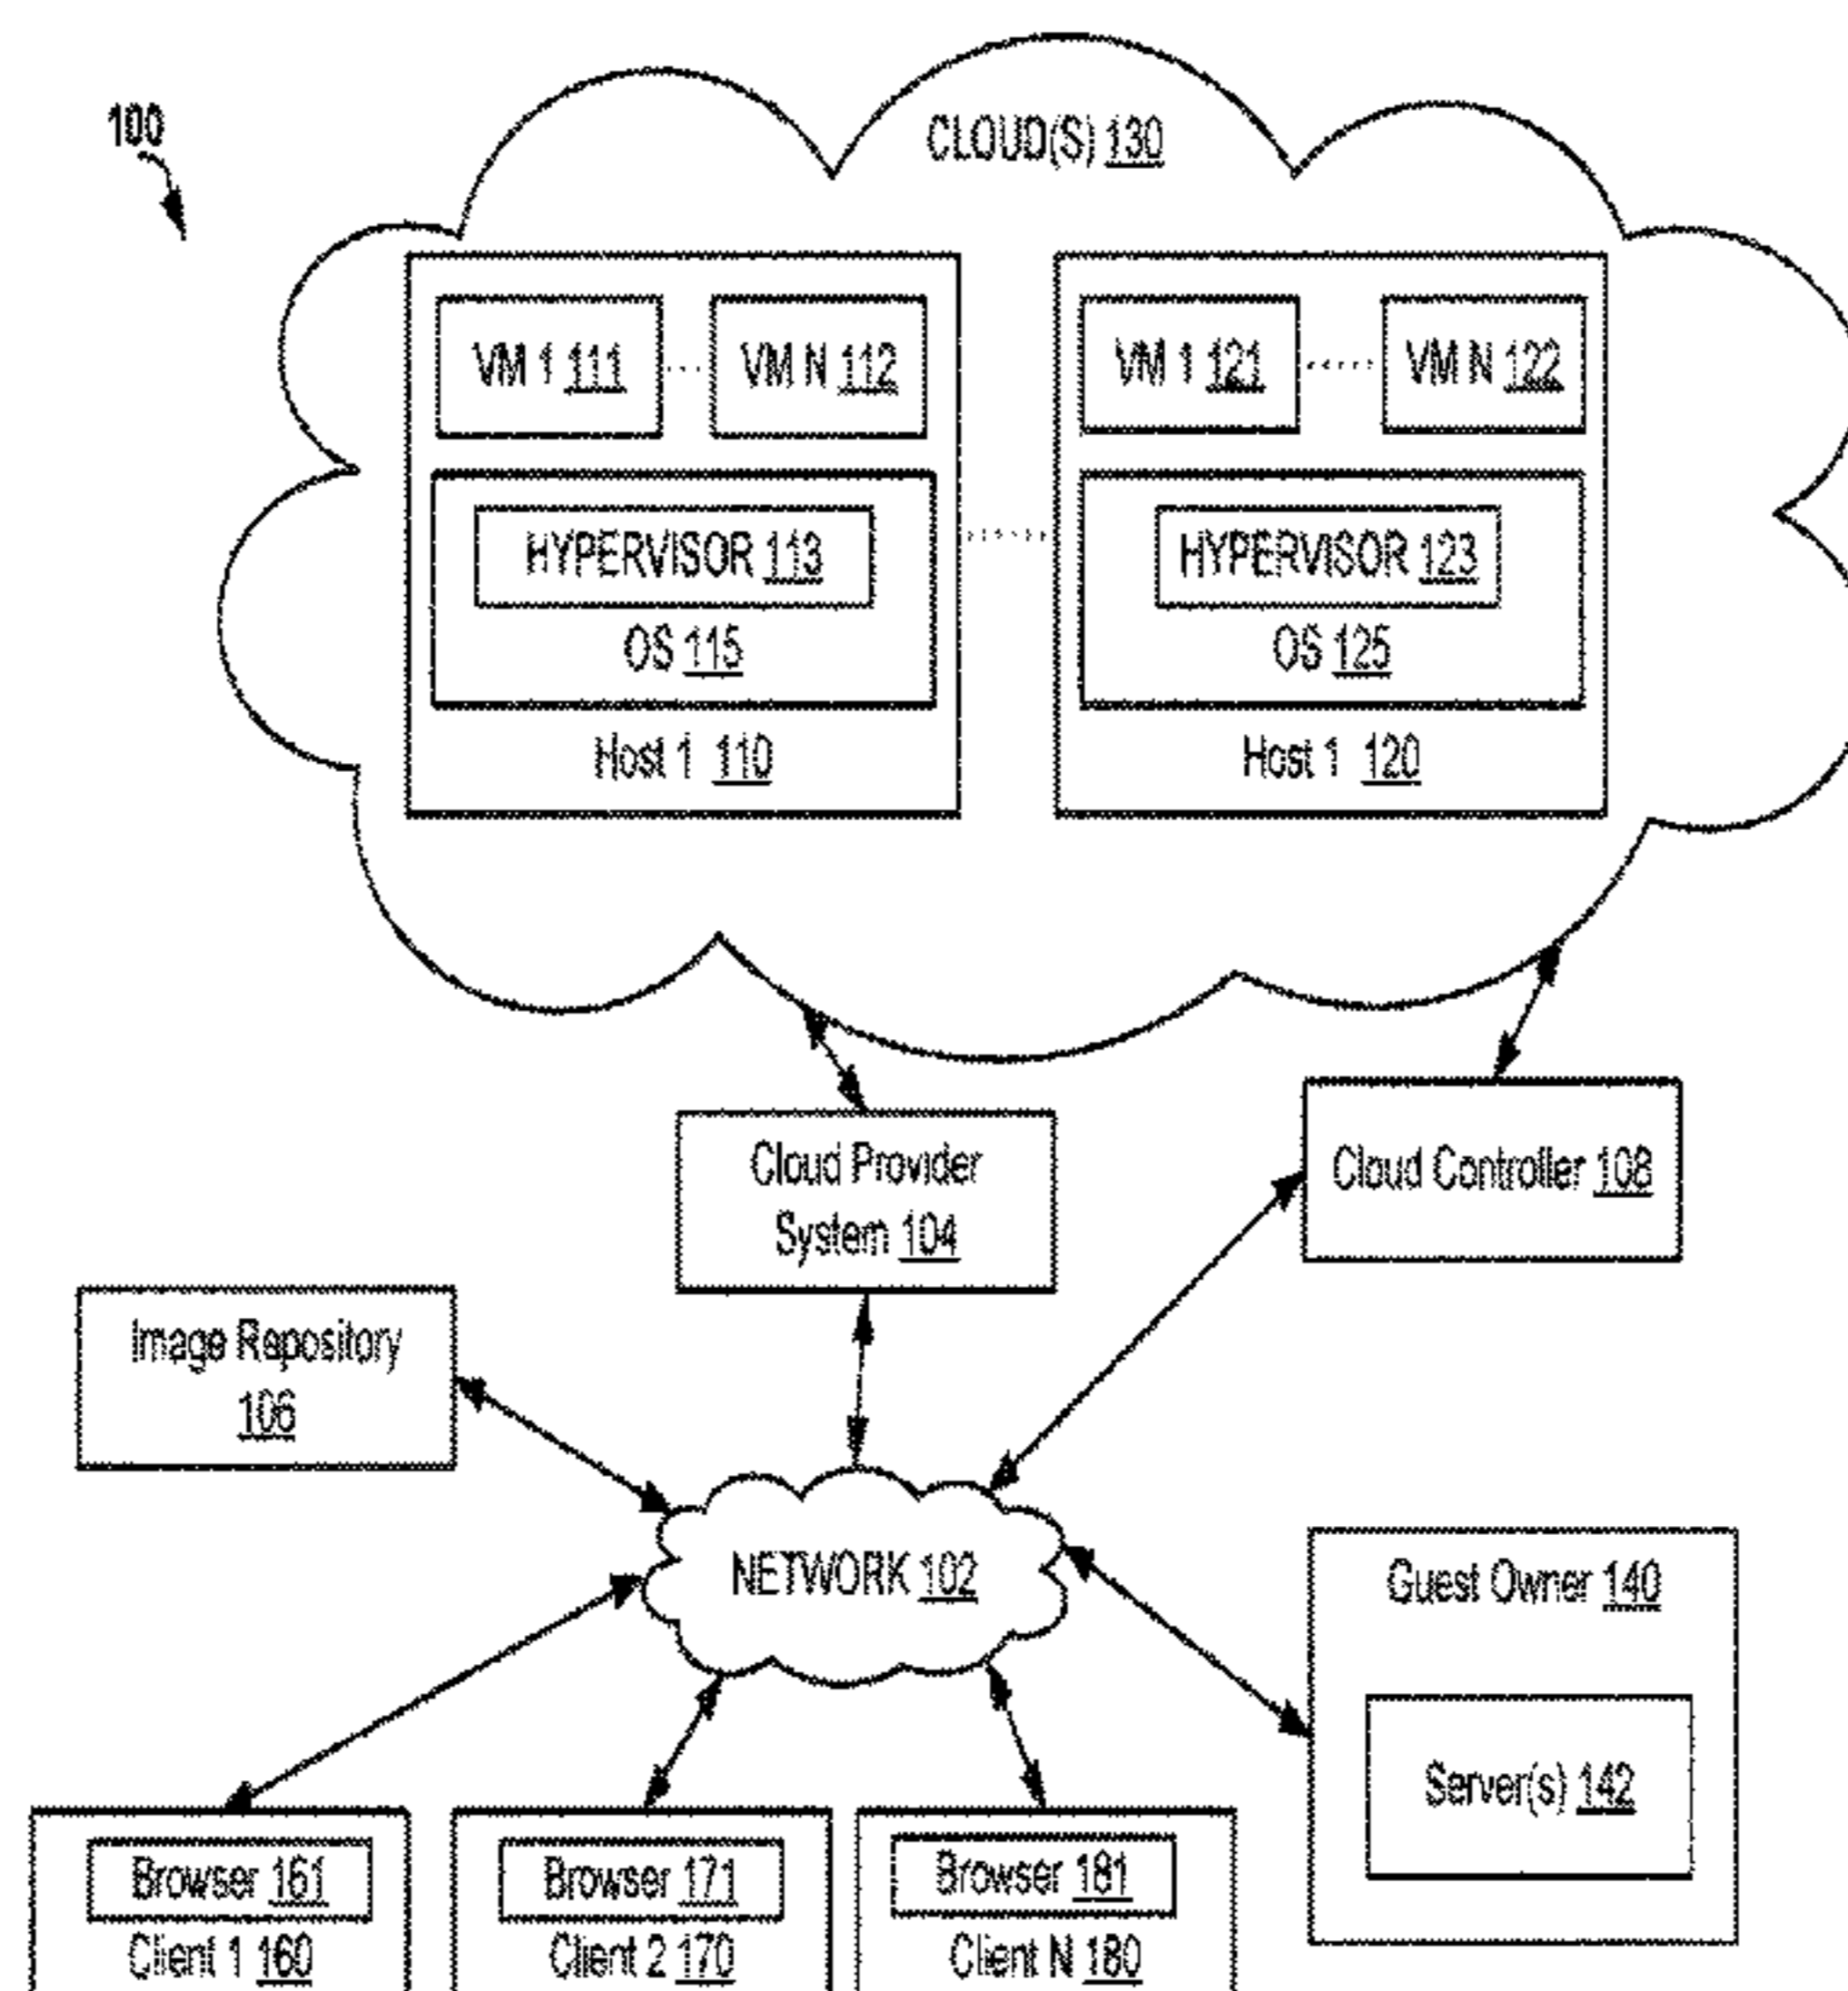 100
CLOUD(S) 130
VM 1 111
VM N 112
VM 1 121
VM N 122
HYPERVISOR 113
HYPERVISOR 123
OS 115
OS 125
Host 1 110
Host 1 120
Cloud Provider
System 104
Cloud Controller 108
Image Repository
106
NETWORK 102
Guest Owner 140
Server(s) 142
Browser 161
Browser 171
Browser 181
Client 1 160
Client 2 170
Client N 180